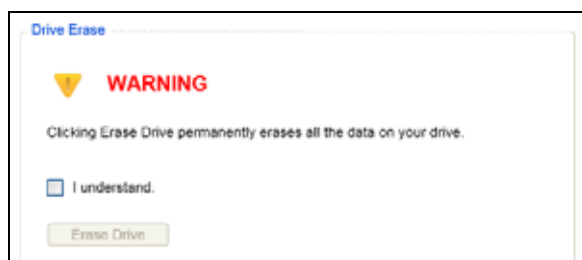 Drive Erase
WARNING
Clicking Erase Drive permanently erases all the data on your drive.
I understand.
Erase Drive